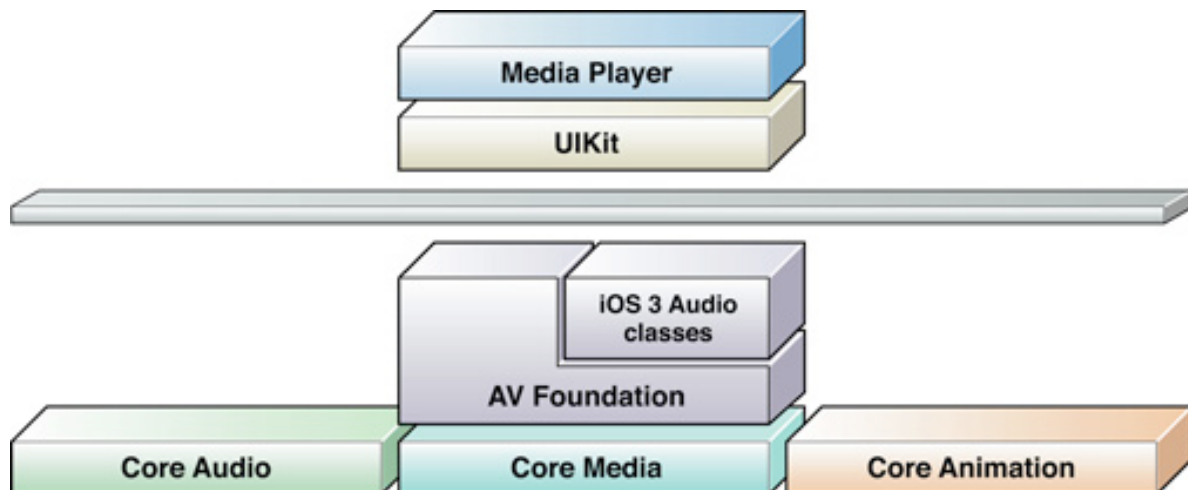 Media Player
UIKit
iOS 3 Audio
classes
AV Foundation
Core Audio
Core Media
Core Animation